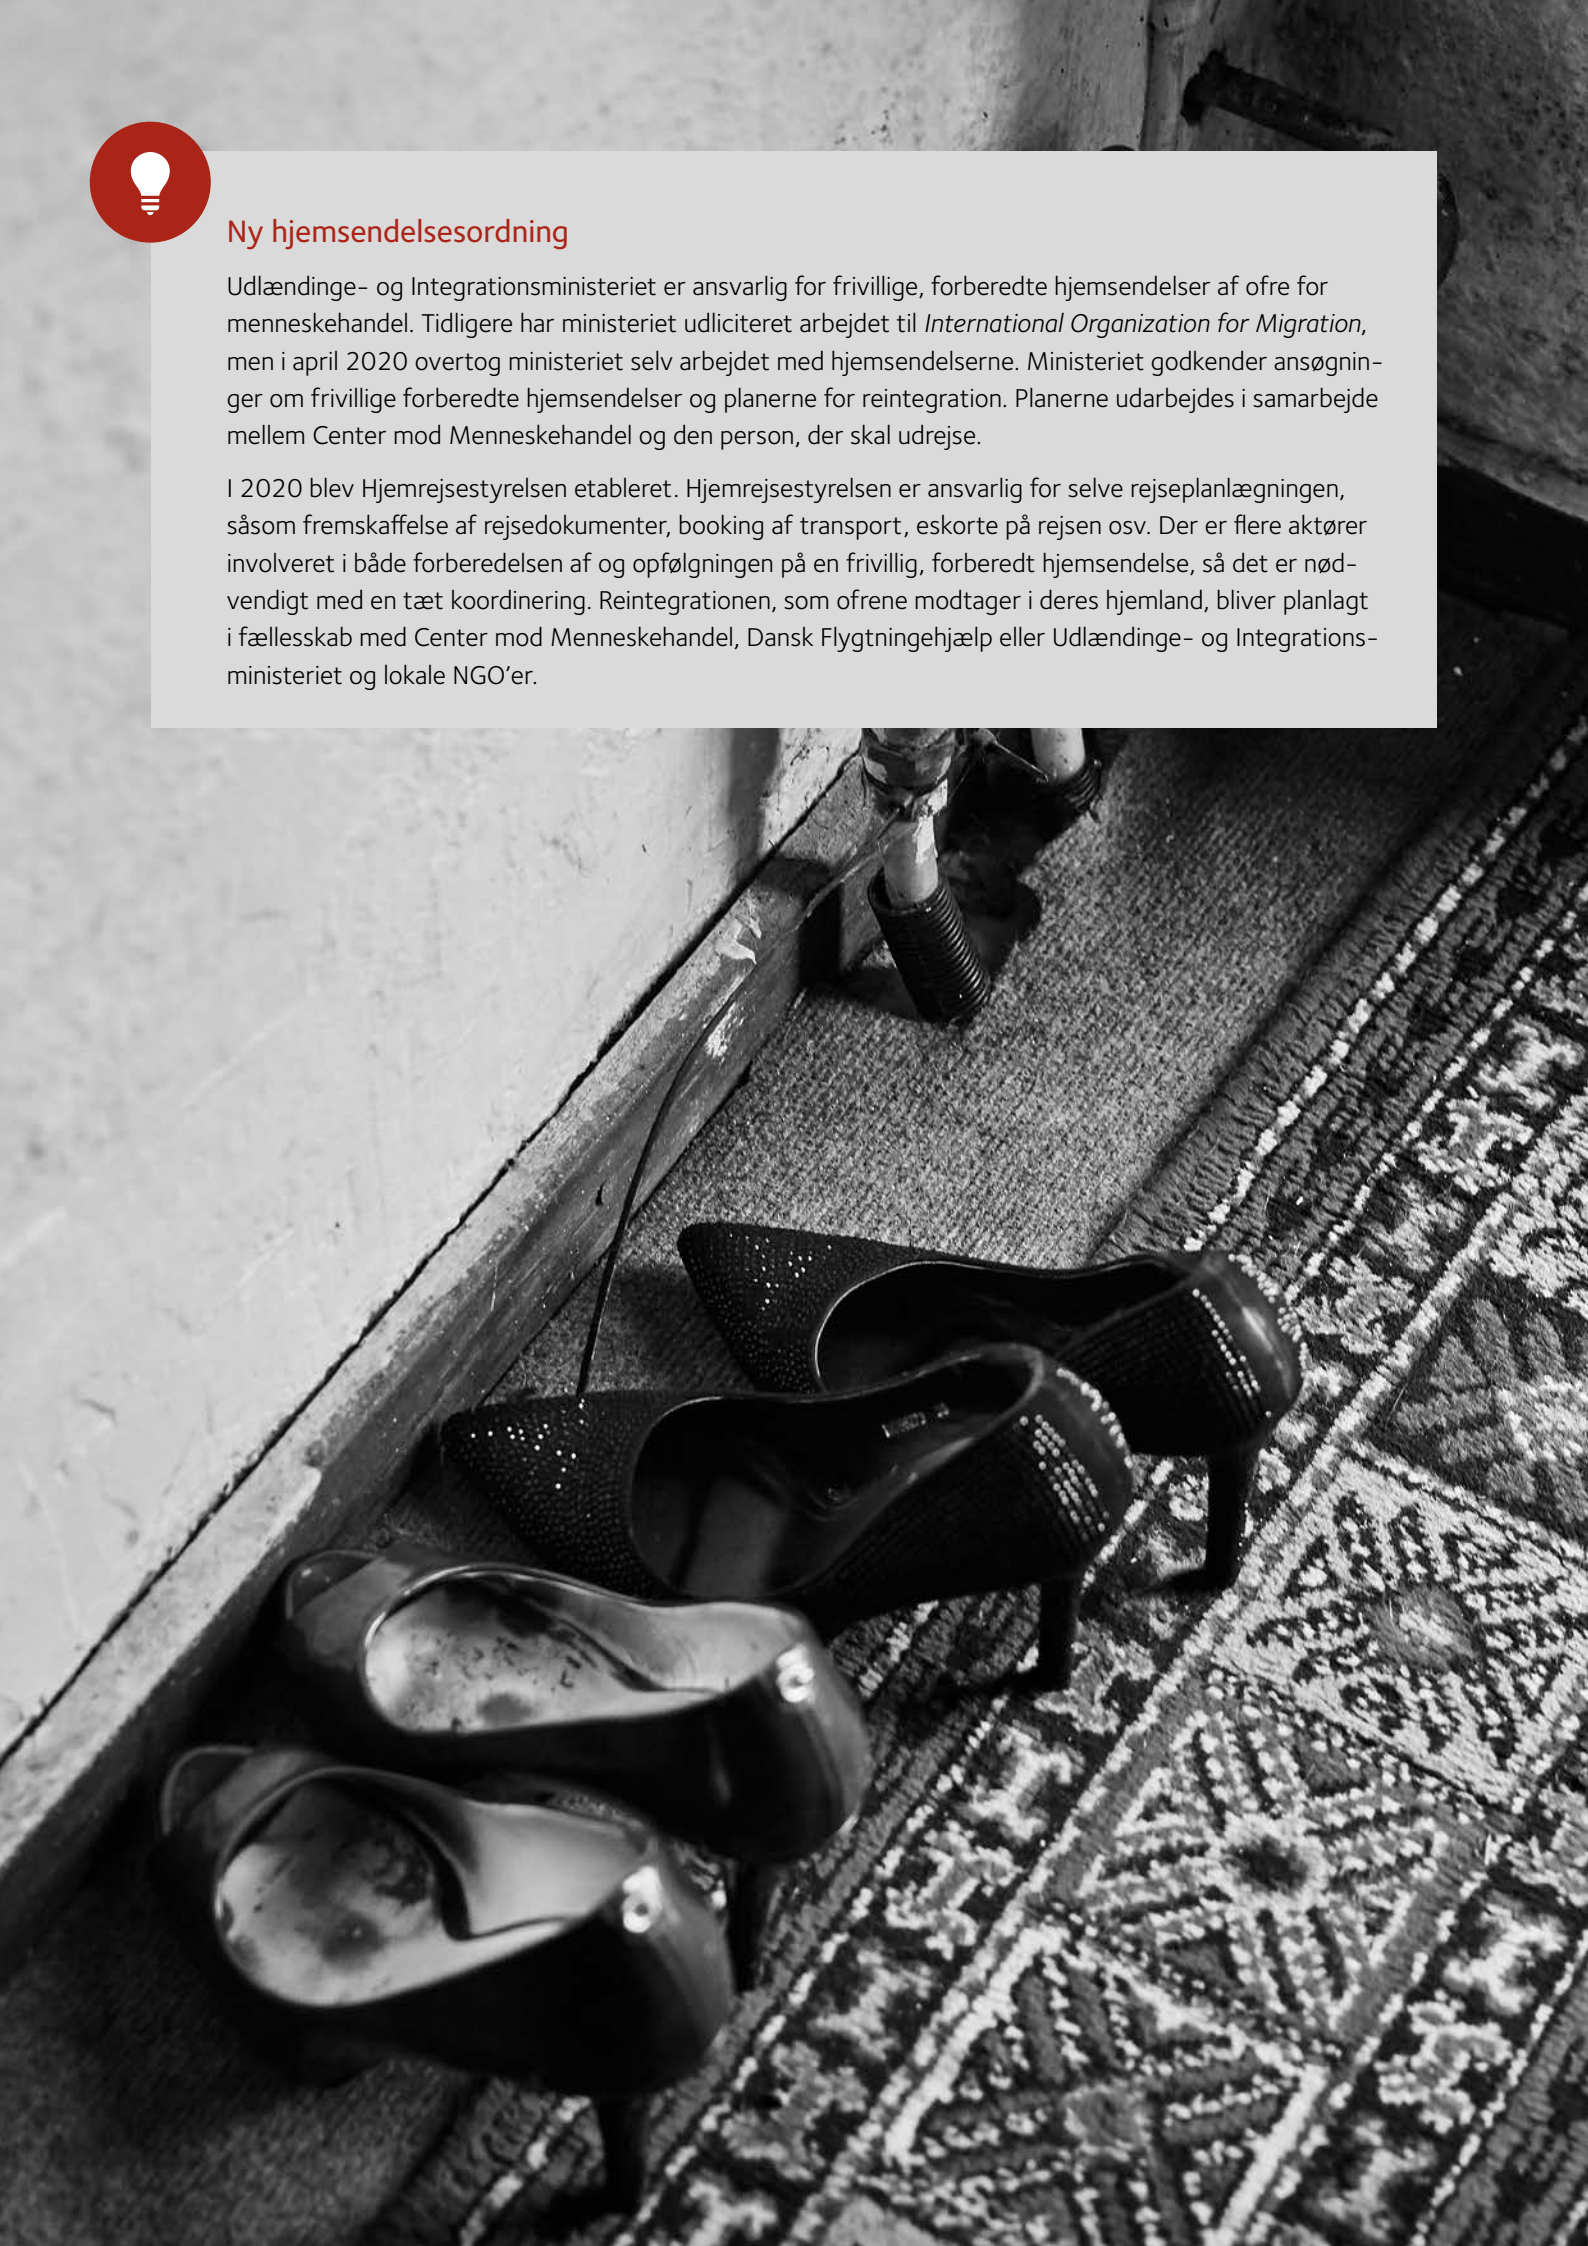 Ny hjemsendelsesordning
Udlændinge- og Integrationsministeriet er ansvarlig for frivillige, forberedte hjemsendelser af ofre for
menneskehandel. Tidligere har ministeriet udliciteret arbejdet til International Organization for Migration,
men i april 2020 overtog ministeriet selv arbejdet med hjemsendelserne. Ministeriet godkender ansøgnin-
ger om frivillige forberedte hjemsendelser og planerne for reintegration. Planerne udarbejdes i samarbejde
mellem Center mod Menneskehandel og den person, der skal udrejse.
I 2020 blev Hjemrejsestyrelsen etableret. Hjemrejsestyrelsen er ansvarlig for selve rejseplanlægningen,
såsom fremskaffelse af rejsedokumenter, booking af transport, eskorte på rejsen osv. Der er flere aktører
involveret i både forberedelsen af og opfølgningen på en frivillig, forberedt hjemsendelse, så det er nød-
vendigt med en tæt koordinering. Reintegrationen, som ofrene modtager i deres hjemland, bliver planlagt
i fællesskab med Center mod Menneskehandel, Dansk Flygtningehjælp eller Udlændinge- og Integrations-
ministeriet og lokale NGO’er.